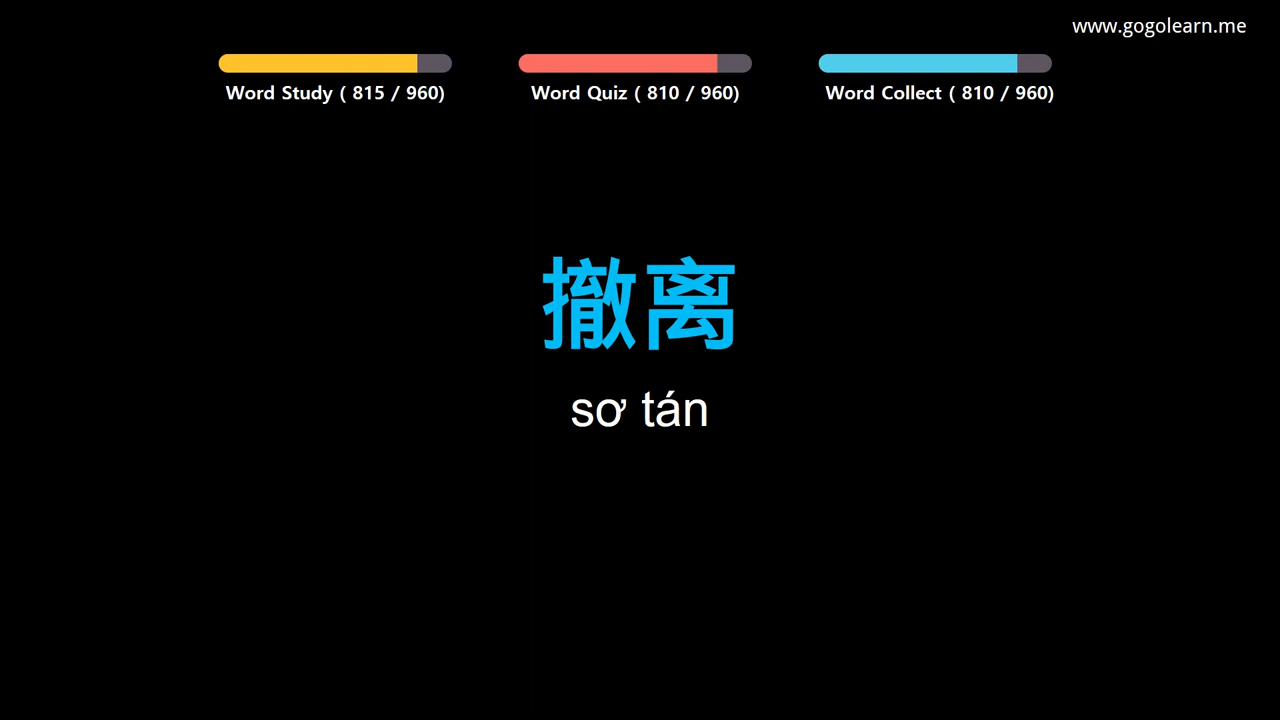 www.gogolearn.me
Word Study ( 815 / 960)
Word Quiz ( 810 / 960)
Word Collect ( 810 / 960)
撤离
sơ tán